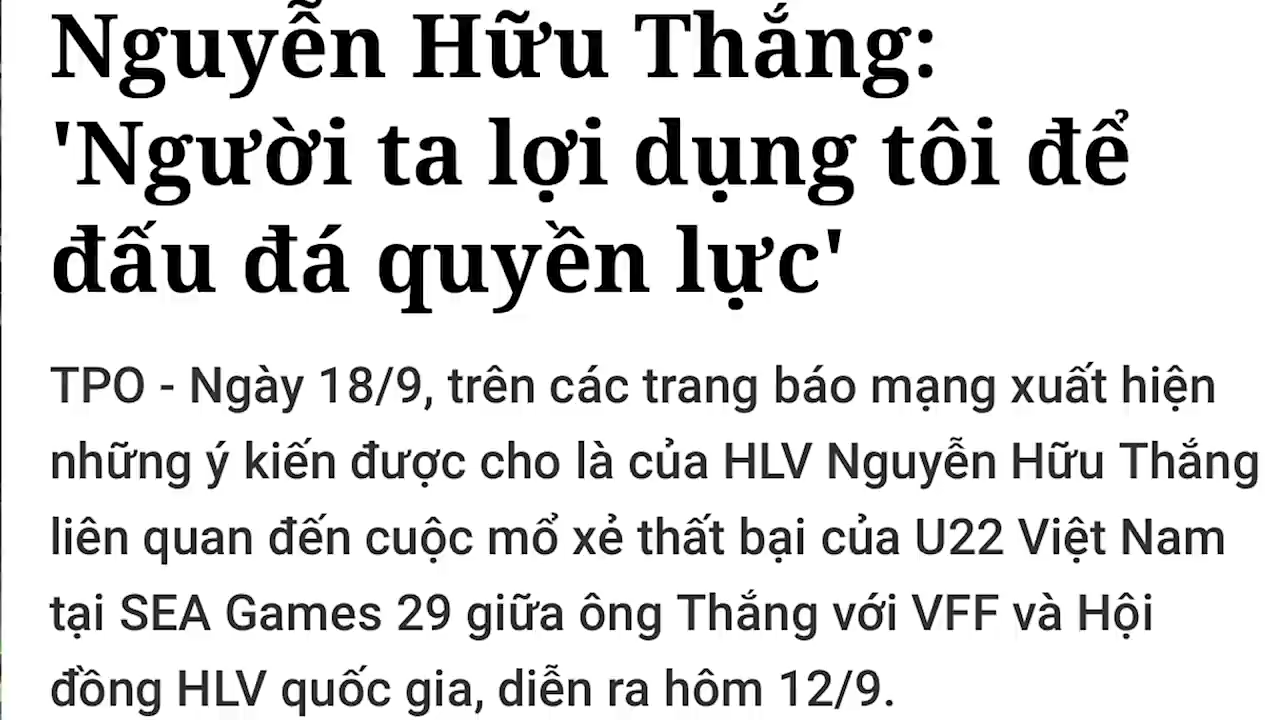 Nguyễn Hữu Thắng:
'Người ta lợi dụng tôi để
đấu đá quyền lực'
TPO - Ngày 18/9, trên các trang báo mạng xuất hiện
những ý kiến được cho là của HLV Nguyễn Hữu Thắng
liên quan đến cuộc mổ xẻ thất bại của U22 Việt Nam
tại SEA Games 29 giữa ông Thắng với VFF và Hội
đồng HLV quốc gia, diễn ra hôm 12/9.